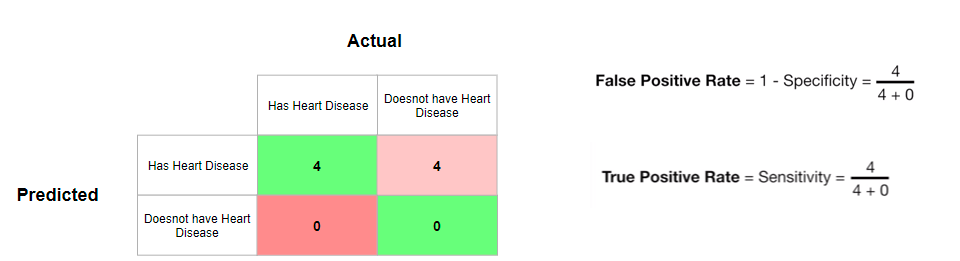 Actual
Has Heart Disease
Doesnot have Heart
Disease
Predicted
Has Heart Disease
4
4
Doesnot have Heart
Disease
0
0
False Positive Rate = 1 - Specificity = 4
4 + 0
True Positive Rate = Sensitivity = 4
4 + 0